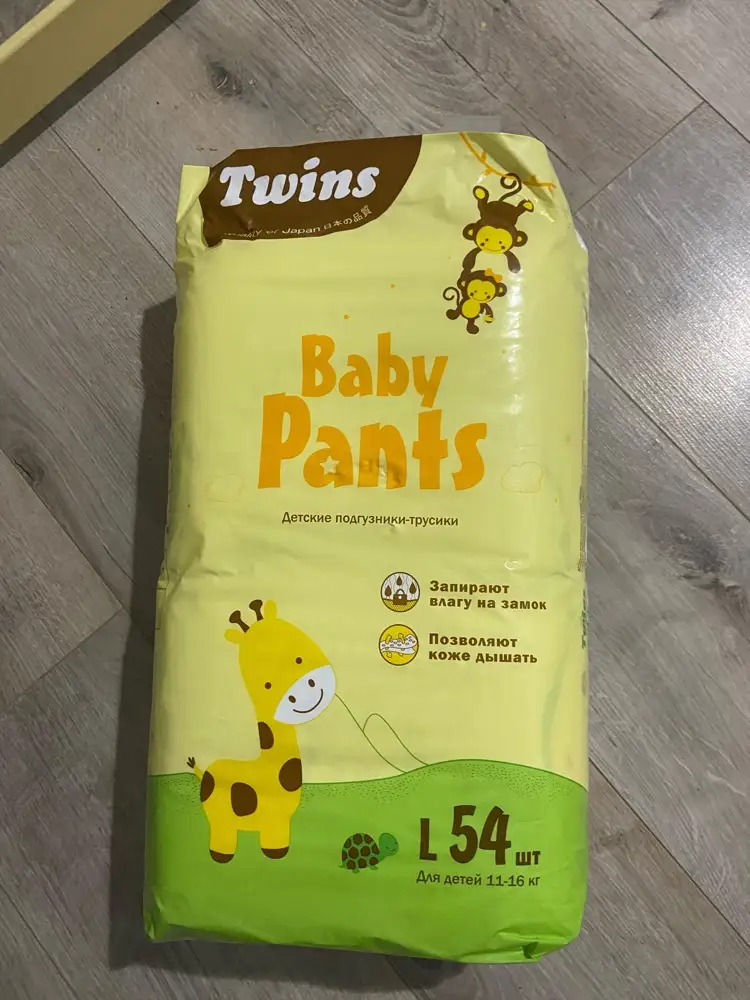 Twins
of Japan 日本の品質
Baby
Pants
Детские подгузники-трусики
Запирают
влагу на замок
Позволяют
коже дышать
L 54 шт
Для детей 11-16 кг